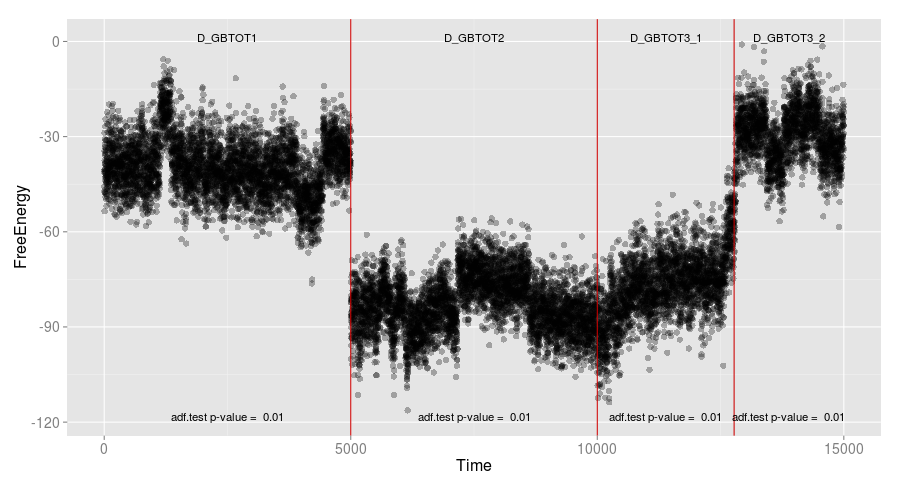 D_GBTOT1 D_GBTOT2 D_GBTOT3_1 D_GBTOT3_2
0
-30
-60
-90
-120
FreeEnergy
adf.test p-value = 0.01 adf.test p-value = 0.01 adf.test p-value = 0.01 adf.test p-value = 0.01
0 5000 10000 15000
Time